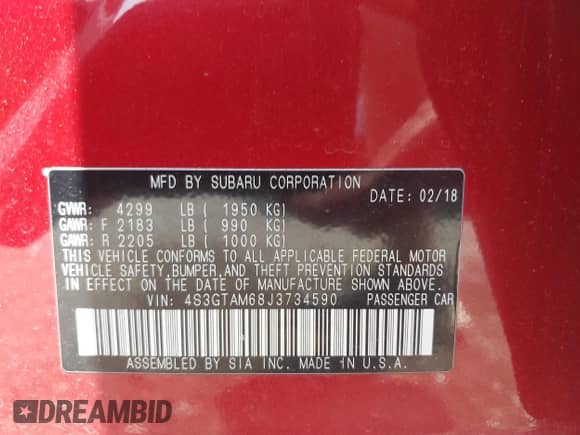 MFD BY SUBARU CORPORATION
DATE: 02/18
GVWR: 4299 LB ( 1950 KG)
GAWR: F 2183 LB ( 990 KG)
GAWR: R 2205 LB ( 1000 KG)
THIS VEHICLE CONFORMS TO ALL APPLICABLE FEDERAL MOTOR
VEHICLE SAFETY,BUMPER,AND THEFT PREVENTION STANDARDS
IN EFFECT ON THE DATE OF MANUFACTURE SHOWN ABOVE.
VIN: 4S3GTAM68J3734590 PASSENGER CAR
ASSEMBLED BY SIA INC. MADE IN U.S.A.
DREAMBID